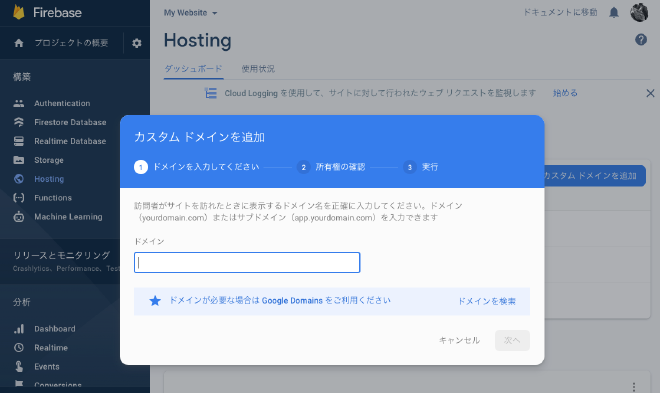 Firebase
My Website
ドキュメントに移動
プロジェクトの概要
Hosting
ダッシュボード
使用状況
構築
Cloud Logging を使用して、サイトに対して行われたウェブ リクエストを監視します
始める
Authentication
Firestore Database
Realtime Database
Storage
Hosting
Functions
Machine Learning
リリースとモニタリング
Crashlytics、Performance、Test
分析
Dashboard
Realtime
Events
Conversions
カスタム ドメインを追加
カスタム ドメインを追加
1 ドメインを入力してください
2 所有権の確認
3 実行
訪問者がサイトを訪れたときに表示するドメイン名を正確に入力してください。ドメイン
（yourdomain.com）またはサブドメイン（app.yourdomain.com）を入力できます
ドメイン
ドメインが必要な場合は Google Domains をご利用ください
ドメインを検索
キャンセル
次へ